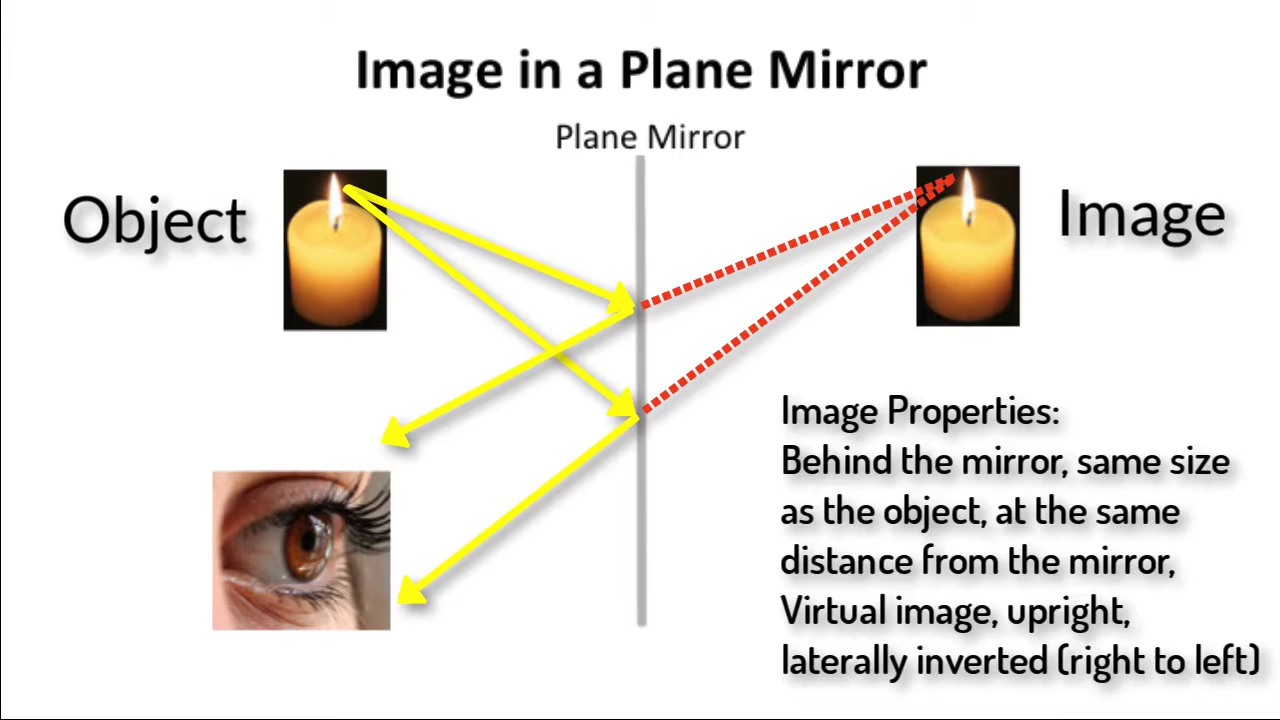 Image in a Plane Mirror
Plane Mirror
Object
Image
Image Properties:
Behind the mirror, same size
as the object, at the same
distance from the mirror,
Virtual image, upright,
laterally inverted (right to left)